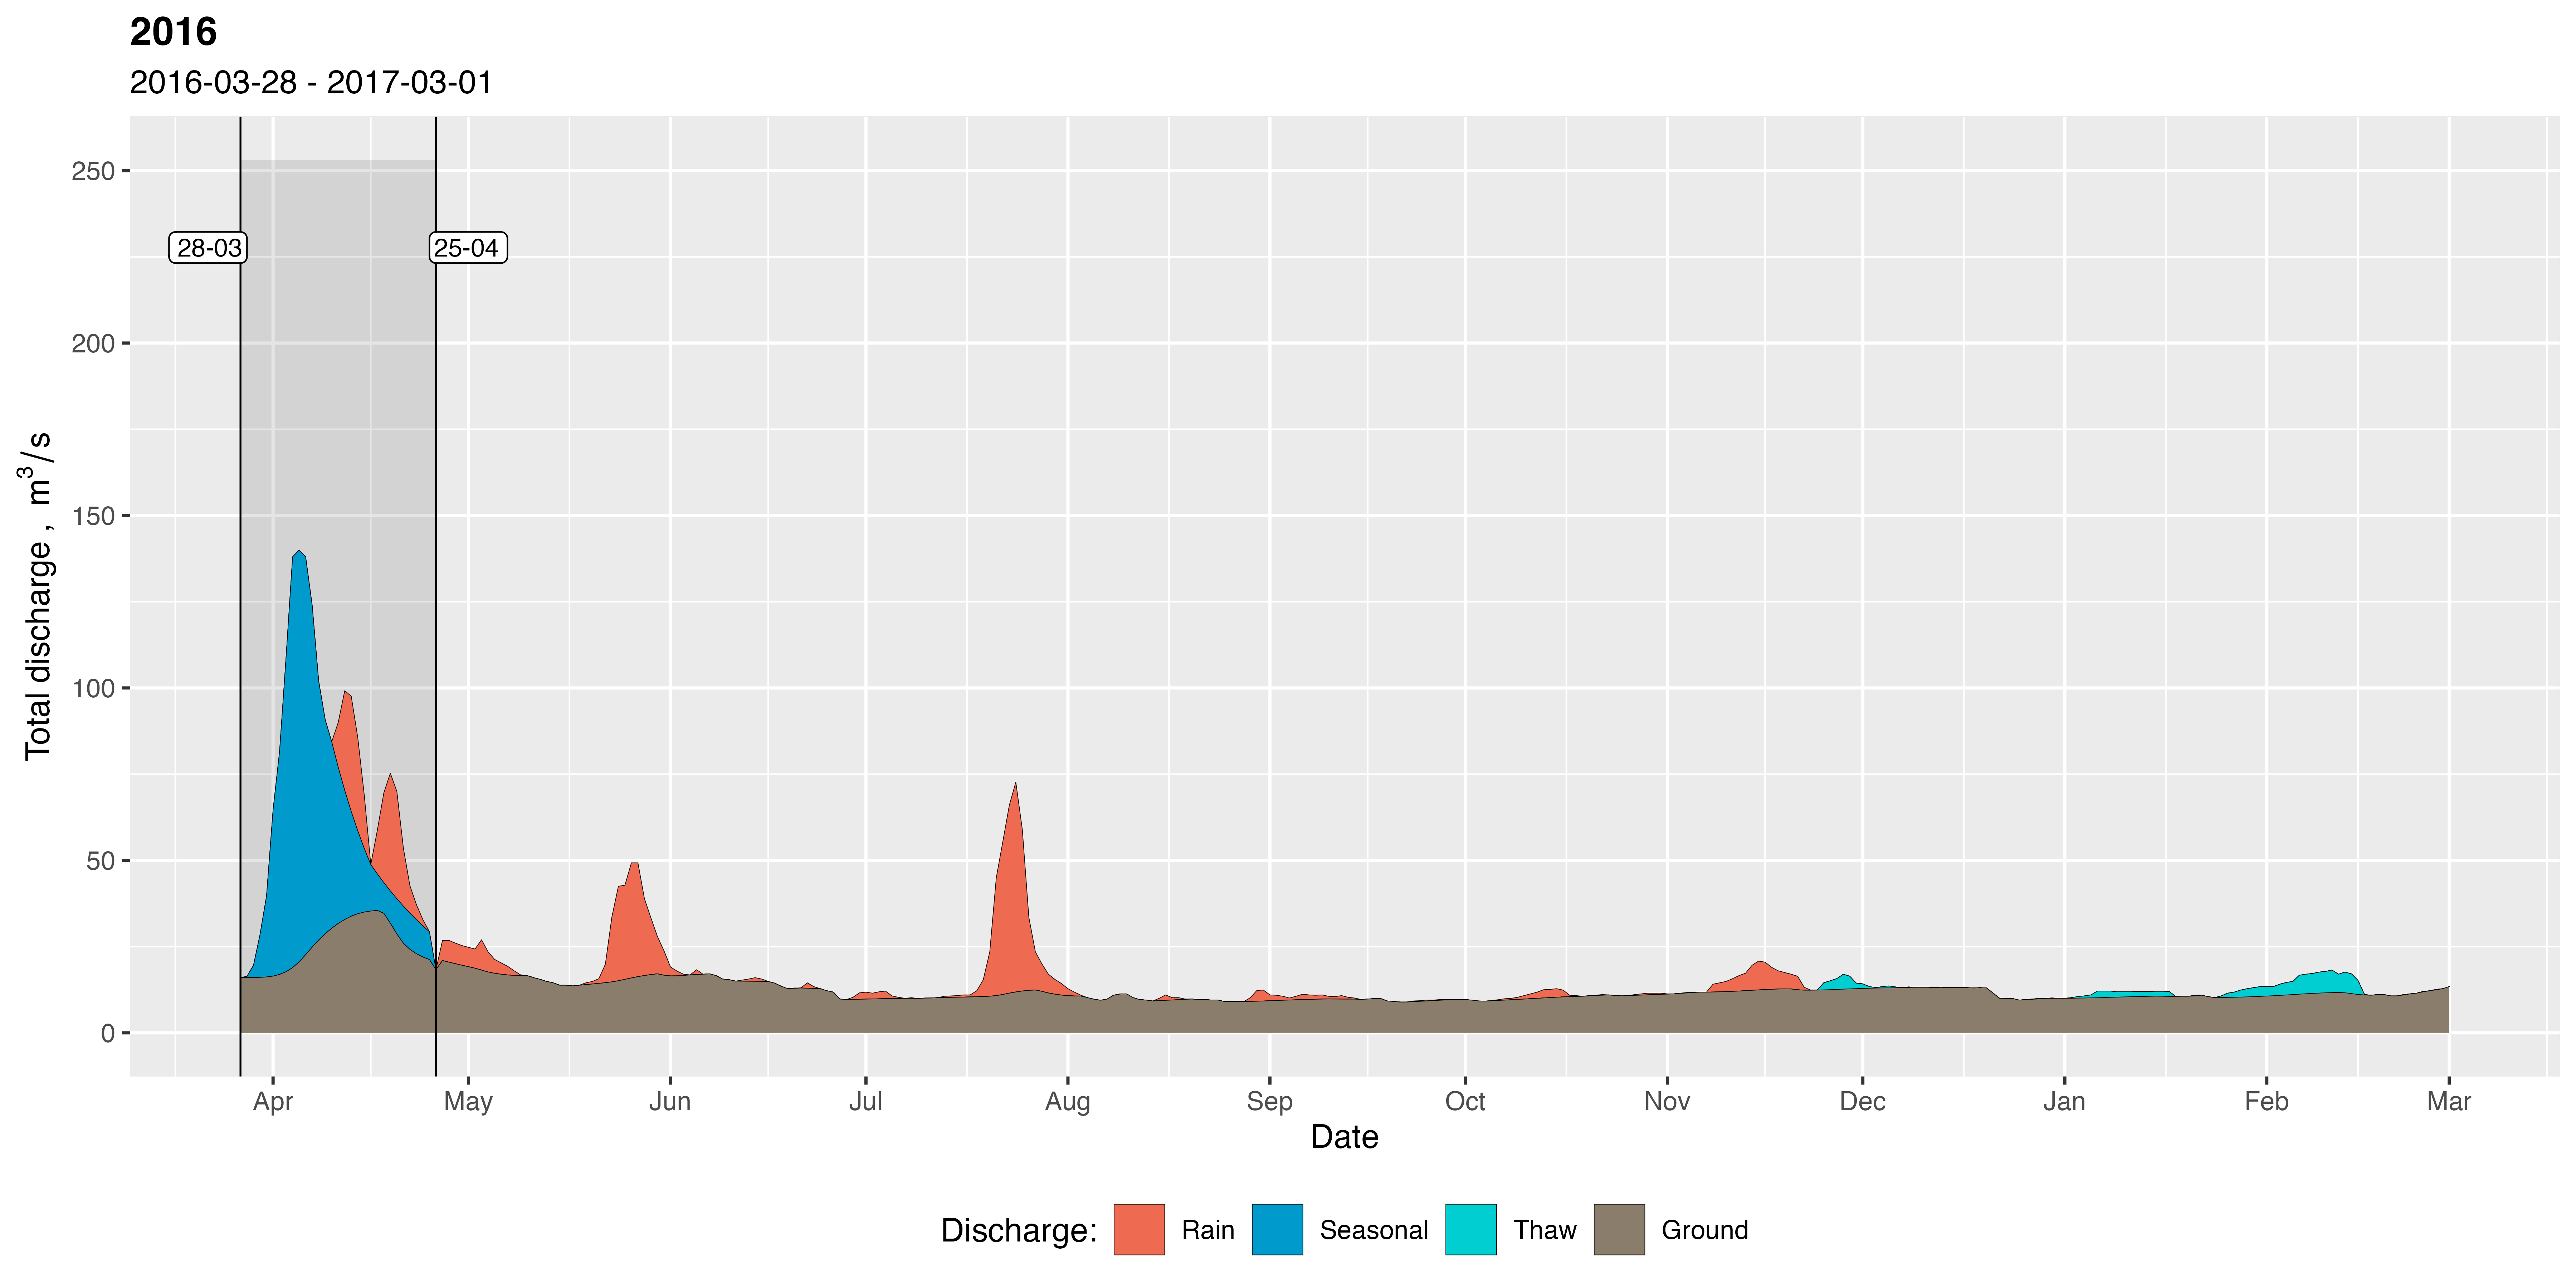 2016
2016-03-28 - 2017-03-01
250
200
150
100
50
0
Total discharge , m³/s
28-03
25-04
Apr May Jun Jul Aug Sep Oct Nov Dec Jan Feb Mar
Date
Discharge: Rain Seasonal Thaw Ground